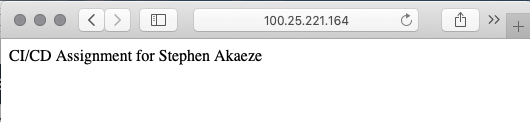 100.25.221.164
CI/CD Assignment for Stephen Akaeze